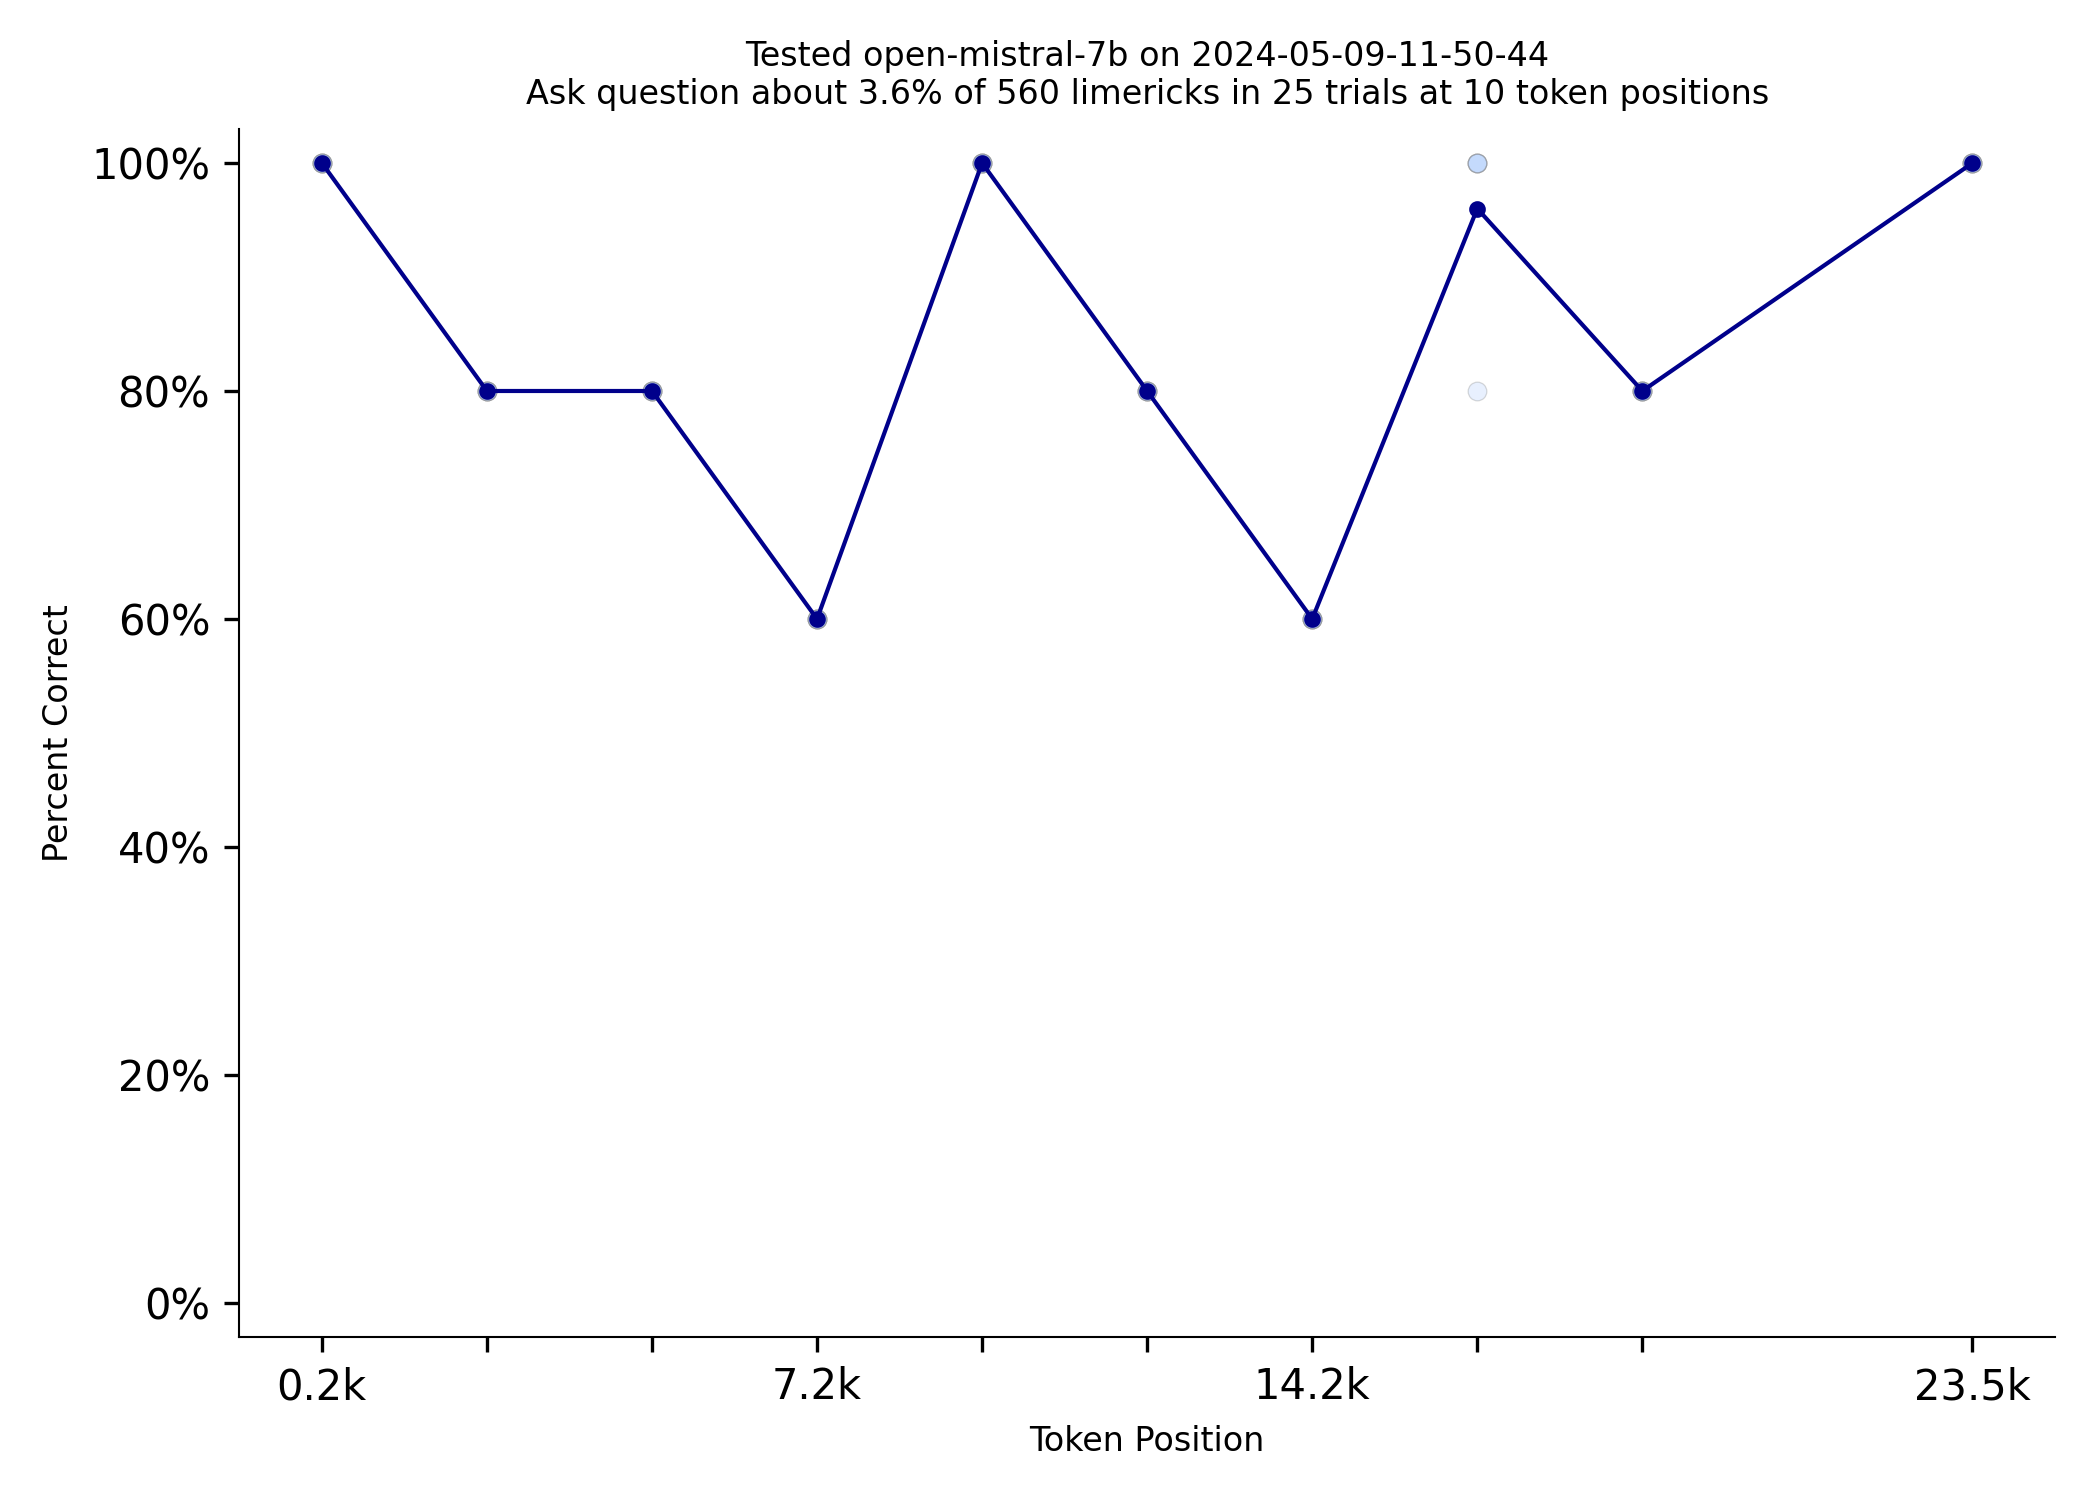 Tested open-mistral-7b on 2024-05-09-11-50-44
Ask question about 3.6% of 560 limericks in 25 trials at 10 token positions
100%
80%
60%
40%
20%
0%
Percent Correct
0.2k
7.2k
14.2k
23.5k
Token Position